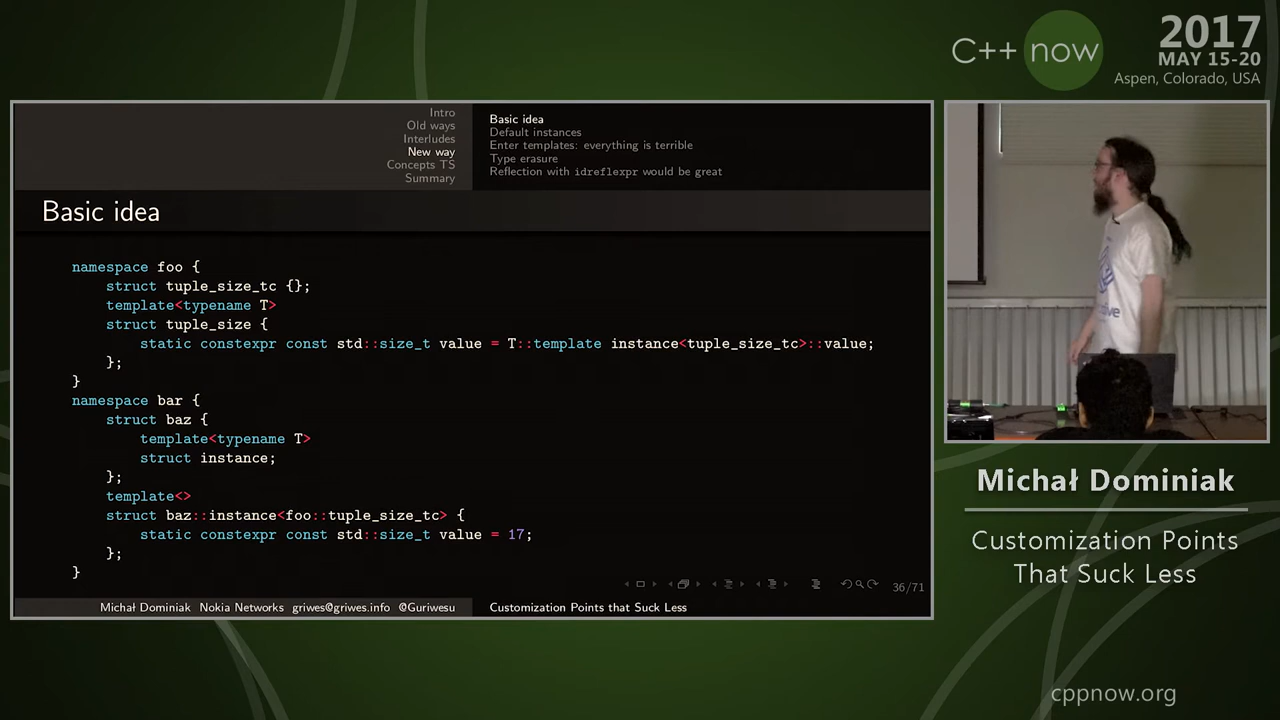 C++ now
2017
MAY 15-20
Aspen, Colorado, USA
Intro
Old ways
Interludes
New way
Concepts TS
Summary
Basic idea
Default instances
Enter templates: everything is terrible
Type erasure
Reflection with idreflexpr would be great
Basic idea
namespace foo {
    struct tuple_size_tc {};
    template<typename T>
    struct tuple_size {
        static constexpr const std::size_t value = T::template instance<tuple_size_tc>::value;
    };
}
namespace bar {
    struct baz {
        template<typename T>
        struct instance;
    };
    template<>
    struct baz::instance<foo::tuple_size_tc> {
        static constexpr const std::size_t value = 17;
    };
}
36/71
Michał Dominiak Nokia Networks griwes@griwes.info @Guriwesu
Customization Points that Suck Less
Michał Dominiak
Customization Points
That Suck Less
cppnow.org